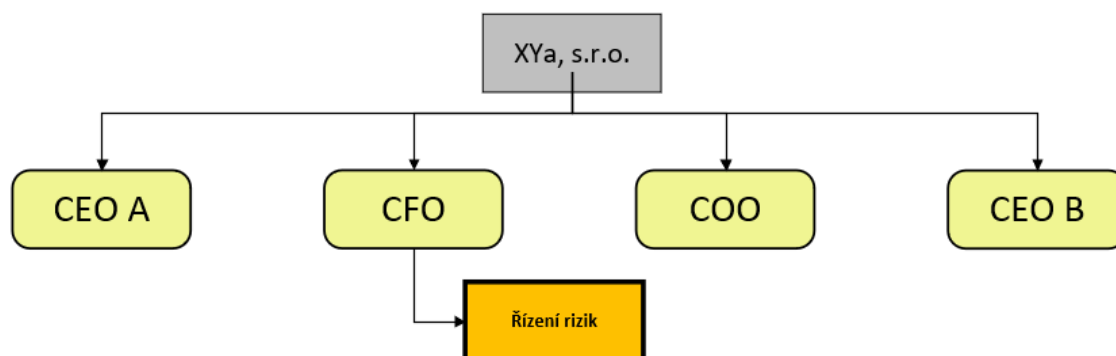 XYa, s.r.o.
CEO A
CFO
COO
CEO B
Řízení rizik